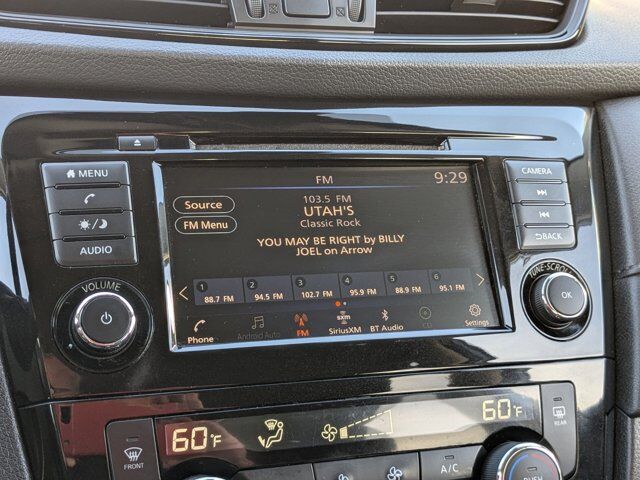 MENU
AUDIO
VOLUME
FM
9:29
Source
FM Menu
103.5 FM
UTAH'S
Classic Rock
YOU MAY BE RIGHT by BILLY
JOEL on Arrow
1 2 3 4 5 6
88.7 FM 94.5 FM 102.7 FM 95.9 FM 88.9 FM 95.1 FM
Phone Android Auto FM SiriusXM BT Audio CD Settings
sxm
CAMERA
BACK
TUNE·SCROLL
OK
60°F
60°F
FRONT
REAR
A/C
PUSH